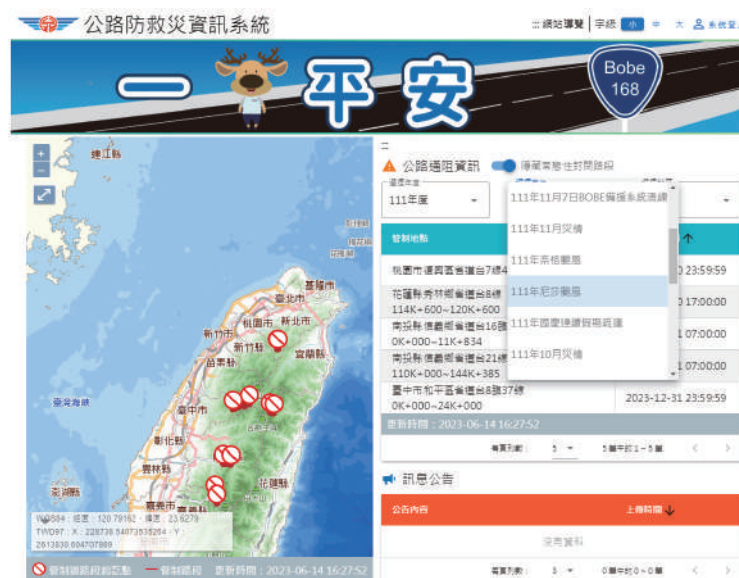 公路防救災資訊系統
:::網站導覽 字級 小 中 大
一 平安
Bobe
168
連江縣
基隆市
臺北市
桃園市 新北市
新竹市
新竹縣
宜蘭縣
苗栗縣
臺灣海峽
臺中市
彰化縣
雲林縣
花蓮縣
澎湖縣
嘉義市
WGS84:經度:120.79162,緯度:23.6279
管制路段起訖點 管制路段 更新時間:2023-06-14 16:27:52
公路通阻資訊 隱藏常態性封閉路段
選擇年度
111年度
111年11月7日BOBE備援系統演練
111年11月災情
111年奈格颱風
111年尼莎颱風
111年國慶連續假期疏運
111年10月災情
管制地點
桃園市復興區省道台7線4
0 23:59:59
花蓮縣秀林鄉省道台8線
114K+600~120K+600
0 17:00:00
南投縣信義鄉省道台16線
0K+000~11K+834
1 07:00:00
南投縣信義鄉省道台21線
110K+000~144K+385
1 07:00:00
臺中市和平區省道台8臨37線
0K+000~24K+000
2023-12-31 23:59:59
更新時間:2023-06-14 16:27:52
每頁列數: 5 5筆中的1-5筆
訊息公告
公告內容 上傳時間
沒有資料
每頁列數: 5 0筆中的0~0筆